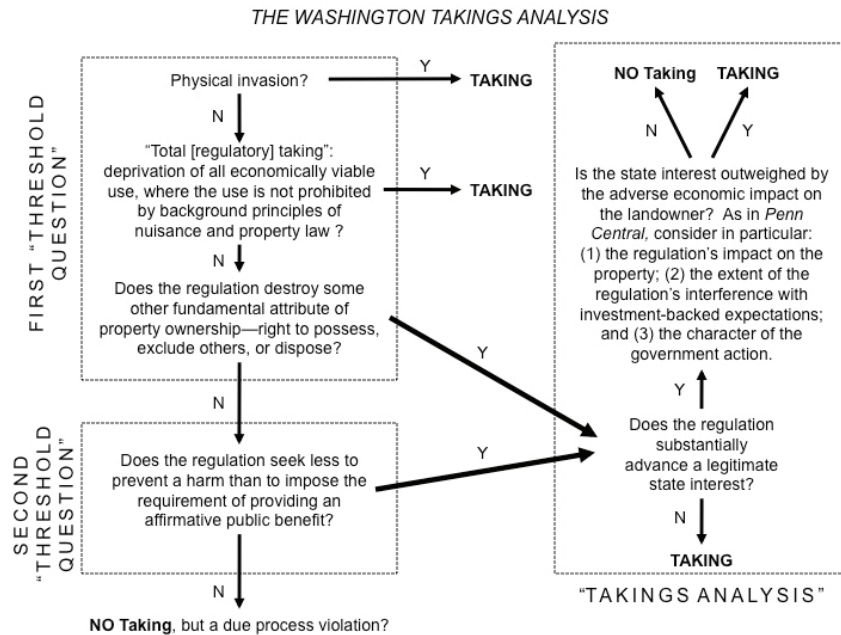 THE WASHINGTON TAKINGS ANALYSIS
FIRST “THRESHOLD
QUESTION”
Physical invasion?
Y
TAKING
N
“Total [regulatory] taking”:
deprivation of all economically viable
use, where the use is not prohibited
by background principles of
nuisance and property law ?
Y
TAKING
N
Does the regulation destroy some
other fundamental attribute of
property ownership—right to possess,
exclude others, or dispose?
Y
N
SECOND
“THRESHOLD
QUESTION”
Does the regulation seek less to
prevent a harm than to impose the
requirement of providing an
affirmative public benefit?
Y
N
NO Taking, but a due process violation?
NO Taking
TAKING
N
Y
Is the state interest outweighed by
the adverse economic impact on
the landowner? As in Penn
Central, consider in particular:
(1) the regulation’s impact on the
property; (2) the extent of the
regulation’s interference with
investment-backed expectations;
and (3) the character of the
government action.
Y
Does the regulation
substantially
advance a legitimate
state interest?
N
TAKING
“TAKINGS ANALYSIS”